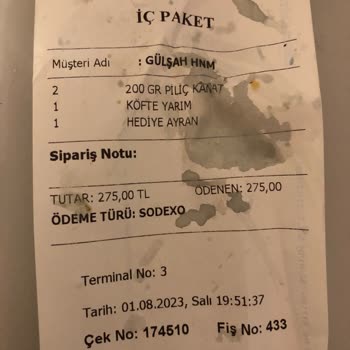 İÇ PAKET
Müşteri Adı : GÜLŞAH HNM
2 200 GR PİLİÇ KANAT
1 KÖFTE YARIM
1 HEDİYE AYRAN
Sipariş Notu:
TUTAR: 275,00 TL ÖDENEN: 275,00
ÖDEME TÜRÜ: SODEXO
Terminal No: 3
Tarih: 01.08.2023, Salı 19:51:37
Çek No: 174510 Fiş No: 433